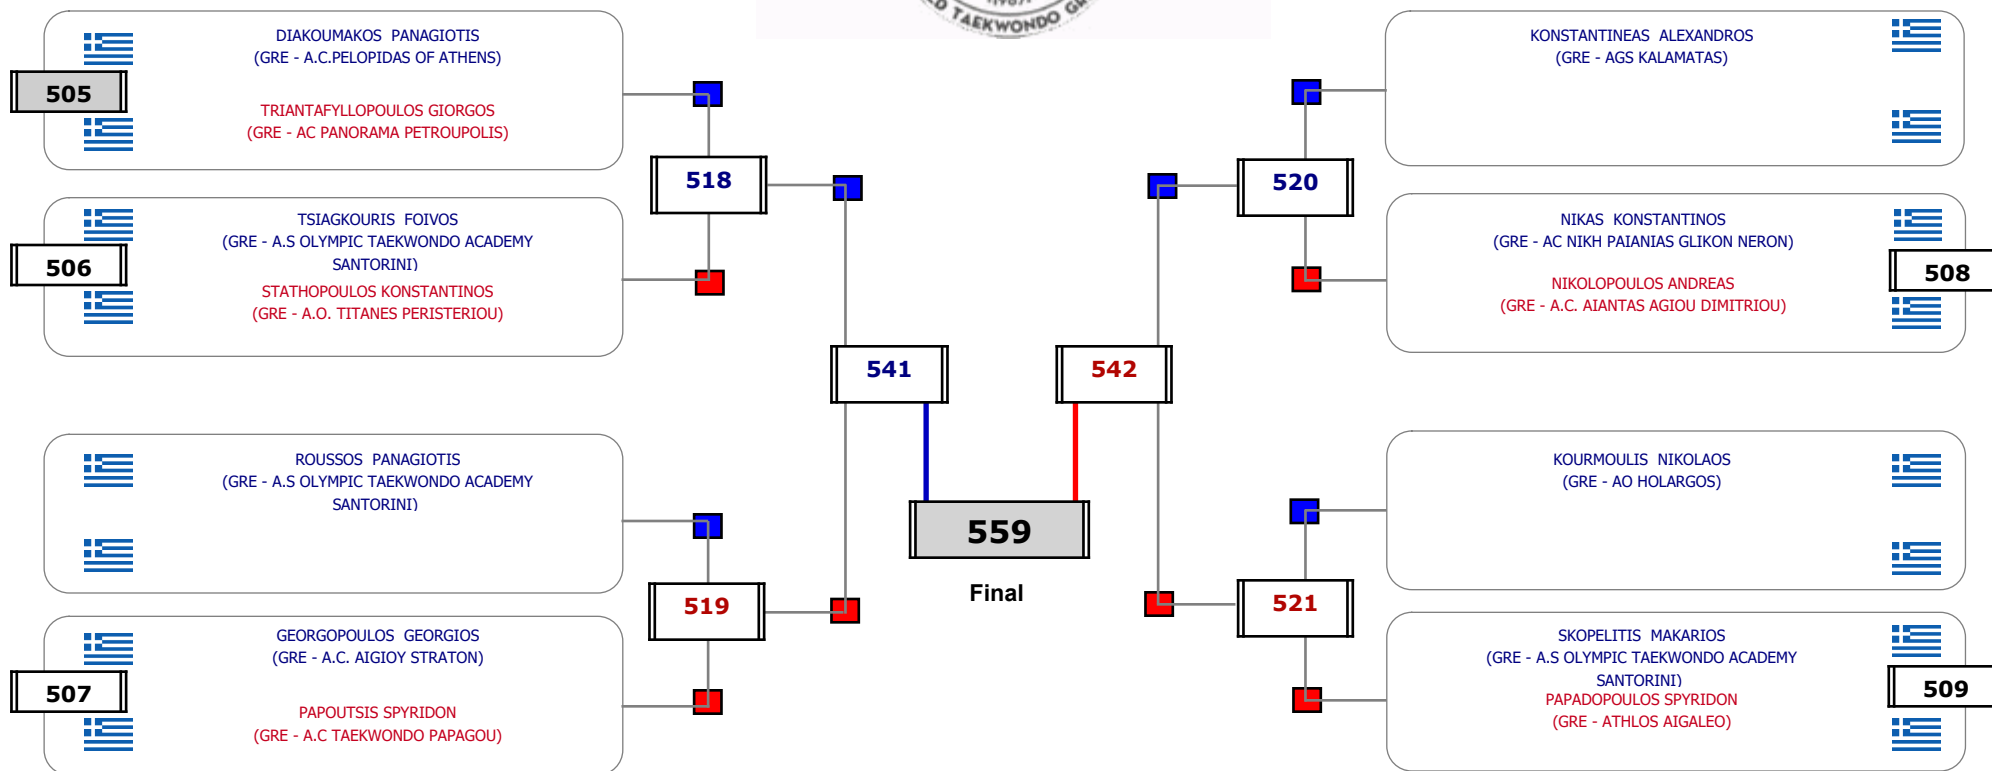 TAEKWONDO
DIAKOUMAKOS PANAGIOTIS
(GRE - A.C.PELOPIDAS OF ATHENS)
505
TRIANTAFYLLOPOULOS GIORGOS
(GRE - AC PANORAMA PETROUPOLIS)
518
TSIAGKOURIS FOIVOS
(GRE - A.S OLYMPIC TAEKWONDO ACADEMY
SANTORINI)
506
STATHOPOULOS KONSTANTINOS
(GRE - A.O. TITANES PERISTERIOU)
541
ROUSSOS PANAGIOTIS
(GRE - A.S OLYMPIC TAEKWONDO ACADEMY
SANTORINI)
519
GEORGOPOULOS GEORGIOS
(GRE - A.C. AIGIOY STRATON)
507
PAPOUTSIS SPYRIDON
(GRE - A.C TAEKWONDO PAPAGOU)
559
Final
KONSTANTINEAS ALEXANDROS
(GRE - AGS KALAMATAS)
520
NIKAS KONSTANTINOS
(GRE - AC NIKH PAIANIAS GLIKON NERON)
508
NIKOLOPOULOS ANDREAS
(GRE - A.C. AIANTAS AGIOU DIMITRIOU)
542
KOURMOULIS NIKOLAOS
(GRE - AO HOLARGOS)
521
SKOPELITIS MAKARIOS
(GRE - A.S OLYMPIC TAEKWONDO ACADEMY
SANTORINI)
509
PAPADOPOULOS SPYRIDON
(GRE - ATHLOS AIGALEO)